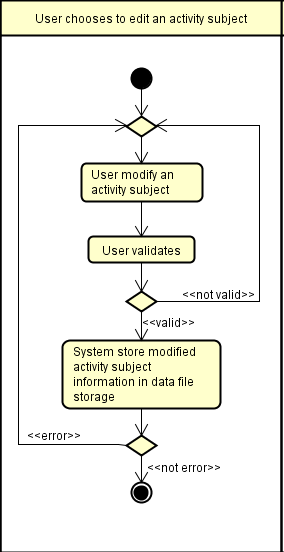 User chooses to edit an activity subject
User modify an
activity subject
User validates
<<not valid>>
<<valid>>
System store modified
activity subject
information in data file
storage
<<error>>
<<not error>>